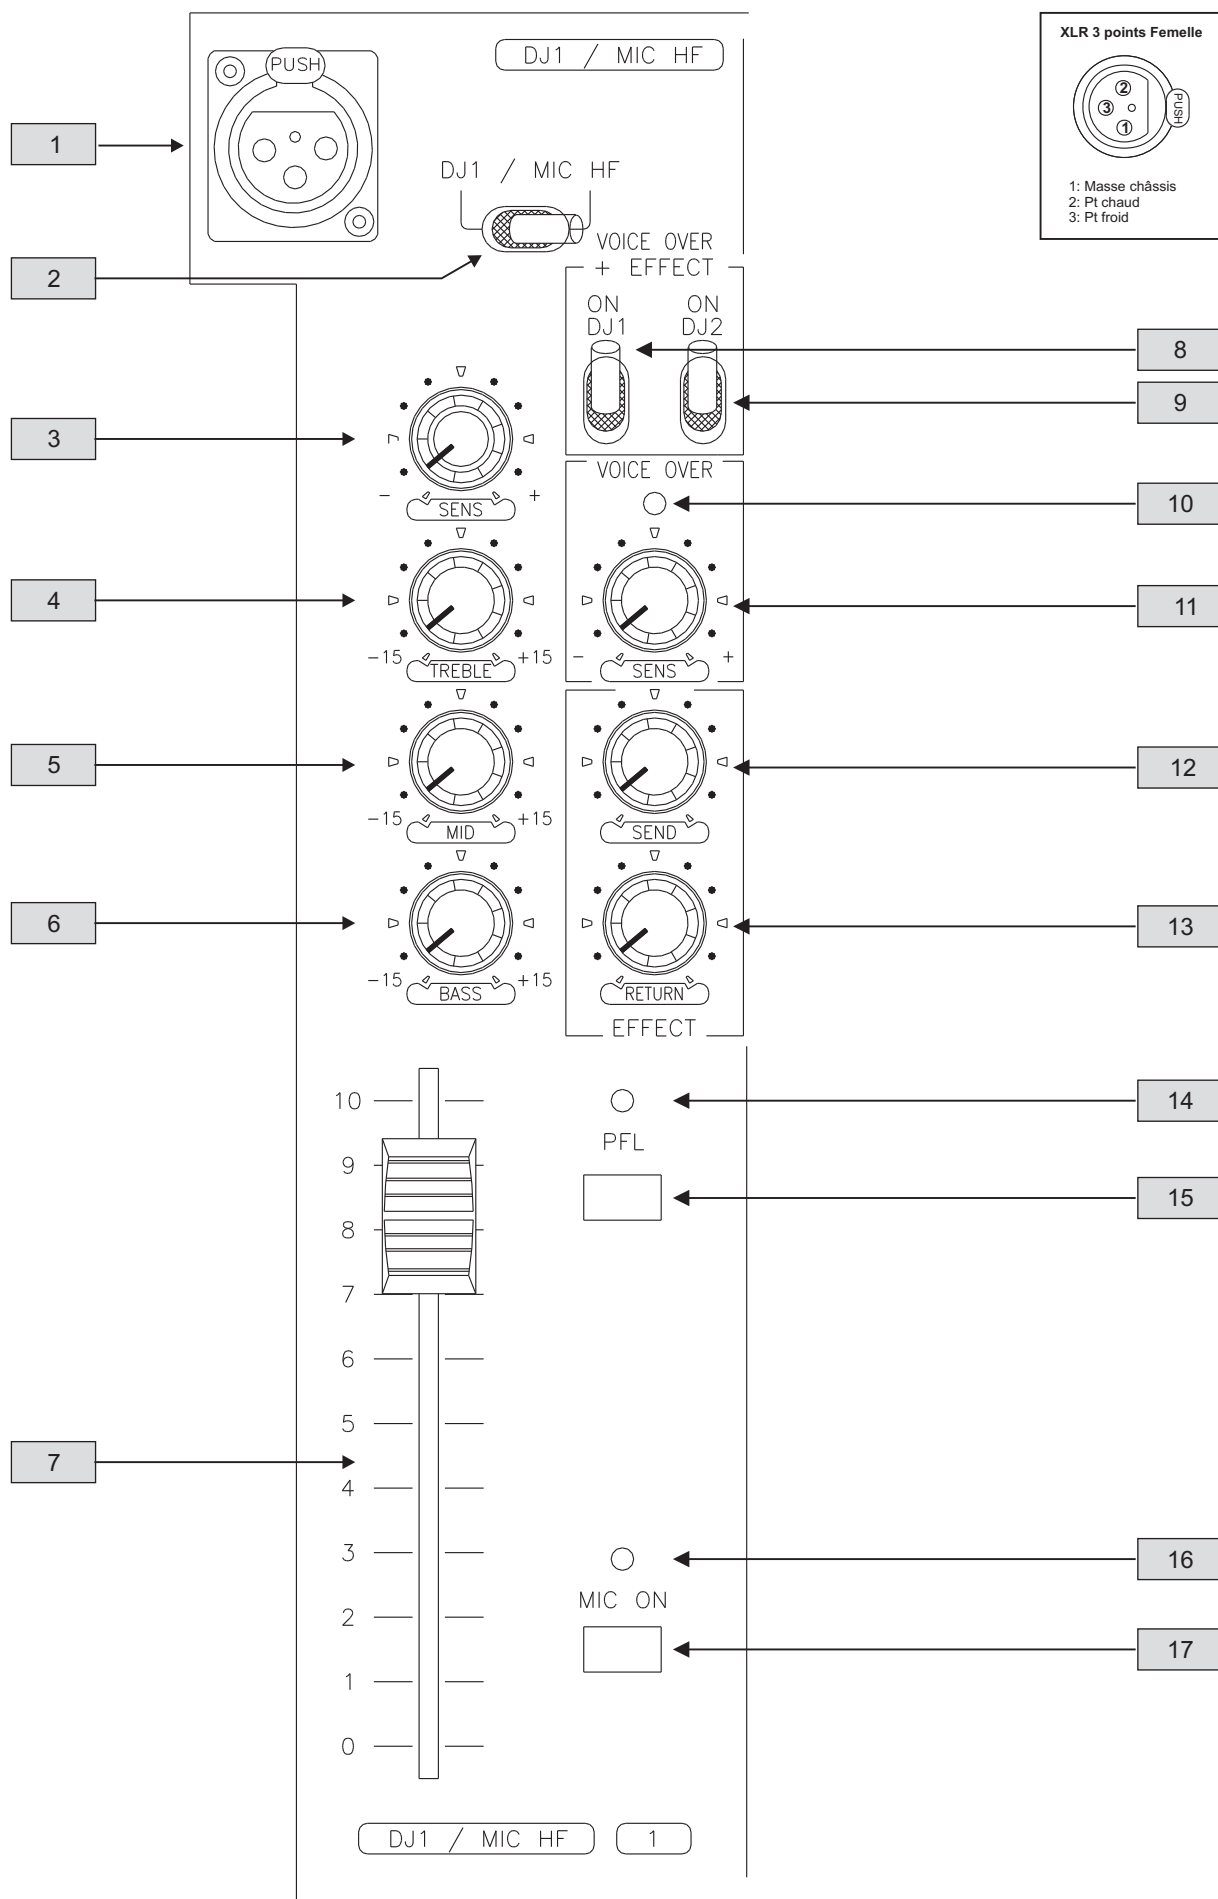 PUSH
DJ1 / MIC HF
XLR 3 points Femelle
2
3
1
PUSH
1: Masse châssis
2: Pt chaud
3: Pt froid
1
DJ1 / MIC HF
2
VOICE OVER
+ EFFECT
ON
DJ1
ON
DJ2
8
9
3
- +
SENS
VOICE OVER
10
4
-15 +15
TREBLE
11
- +
SENS
5
-15 +15
MID
12
SEND
6
-15 +15
BASS
13
RETURN
EFFECT
10
9
8
7
6
5
4
3
2
1
0
7
14
PFL
15
16
MIC ON
17
DJ1 / MIC HF
1